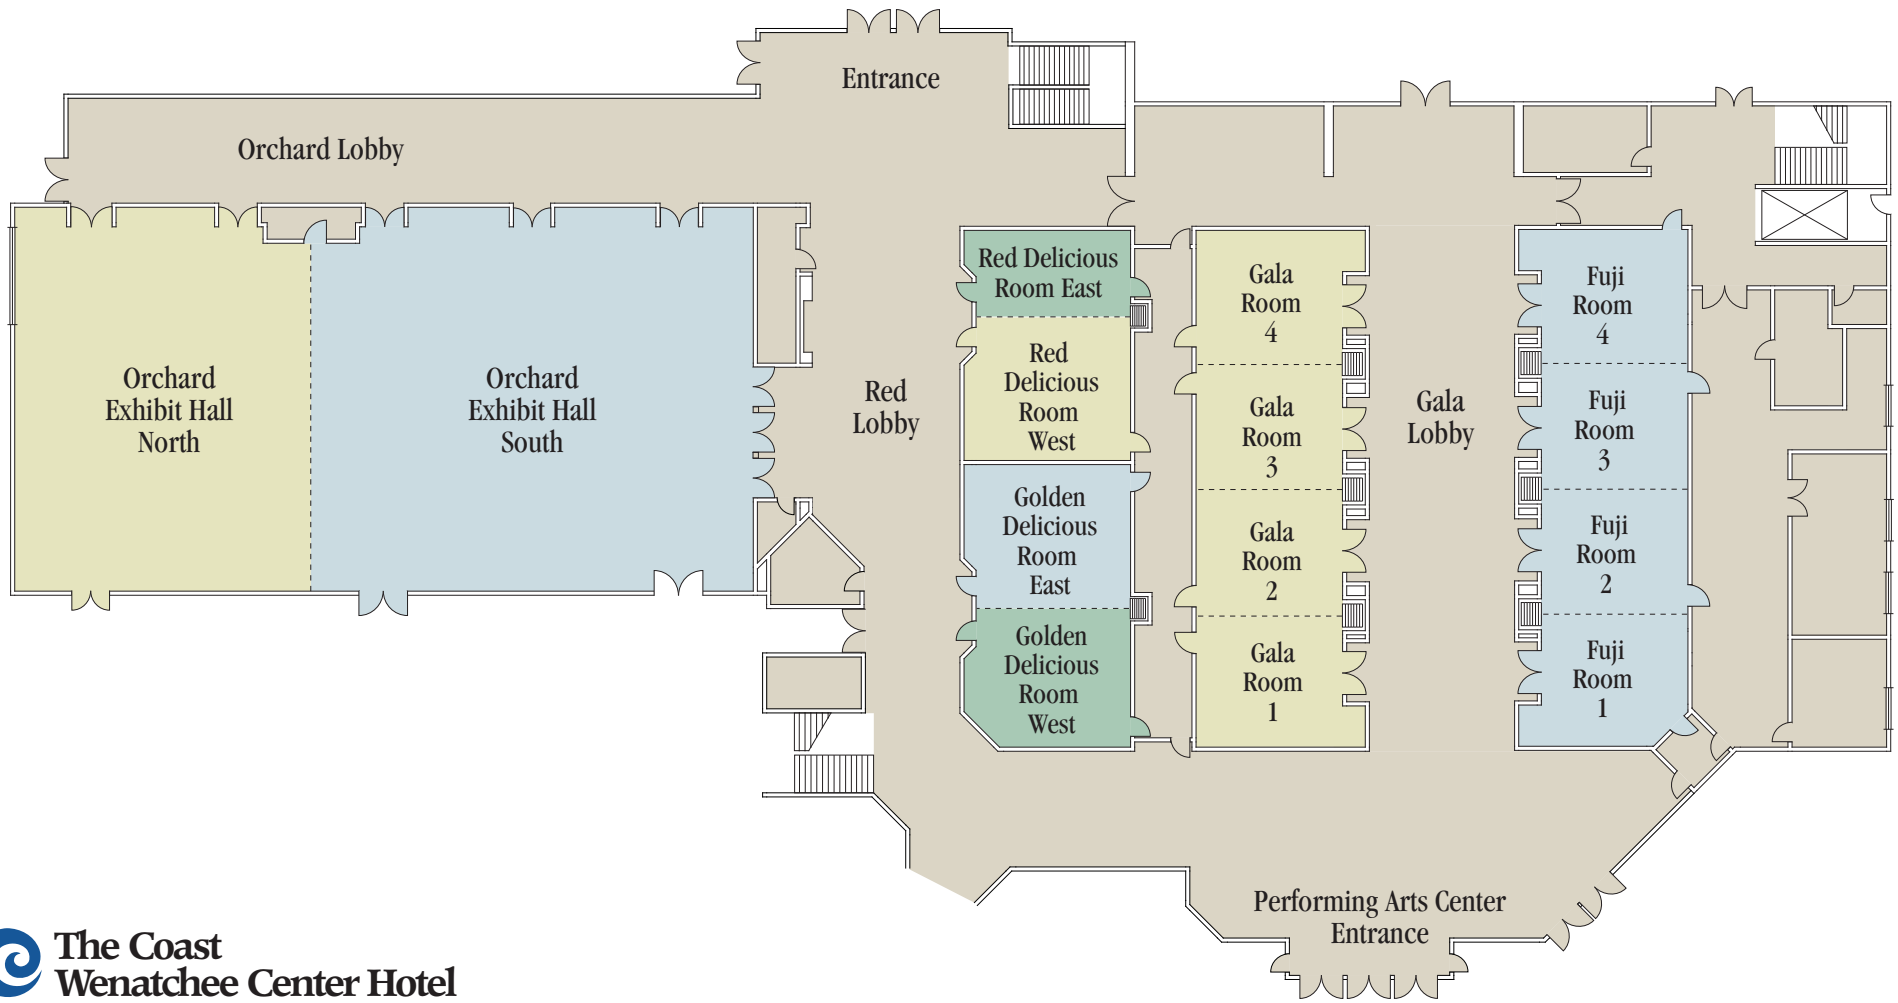 Entrance
Orchard Lobby
Red Delicious
Room East
Gala
Room
4
Fuji
Room
4
Orchard
Exhibit Hall
North
Orchard
Exhibit Hall
South
Red
Lobby
Red
Delicious
Room
West
Gala
Room
3
Gala
Lobby
Fuji
Room
3
Golden
Delicious
Room
East
Gala
Room
2
Fuji
Room
2
Golden
Delicious
Room
West
Gala
Room
1
Fuji
Room
1
Performing Arts Center
Entrance
The Coast
Wenatchee Center Hotel